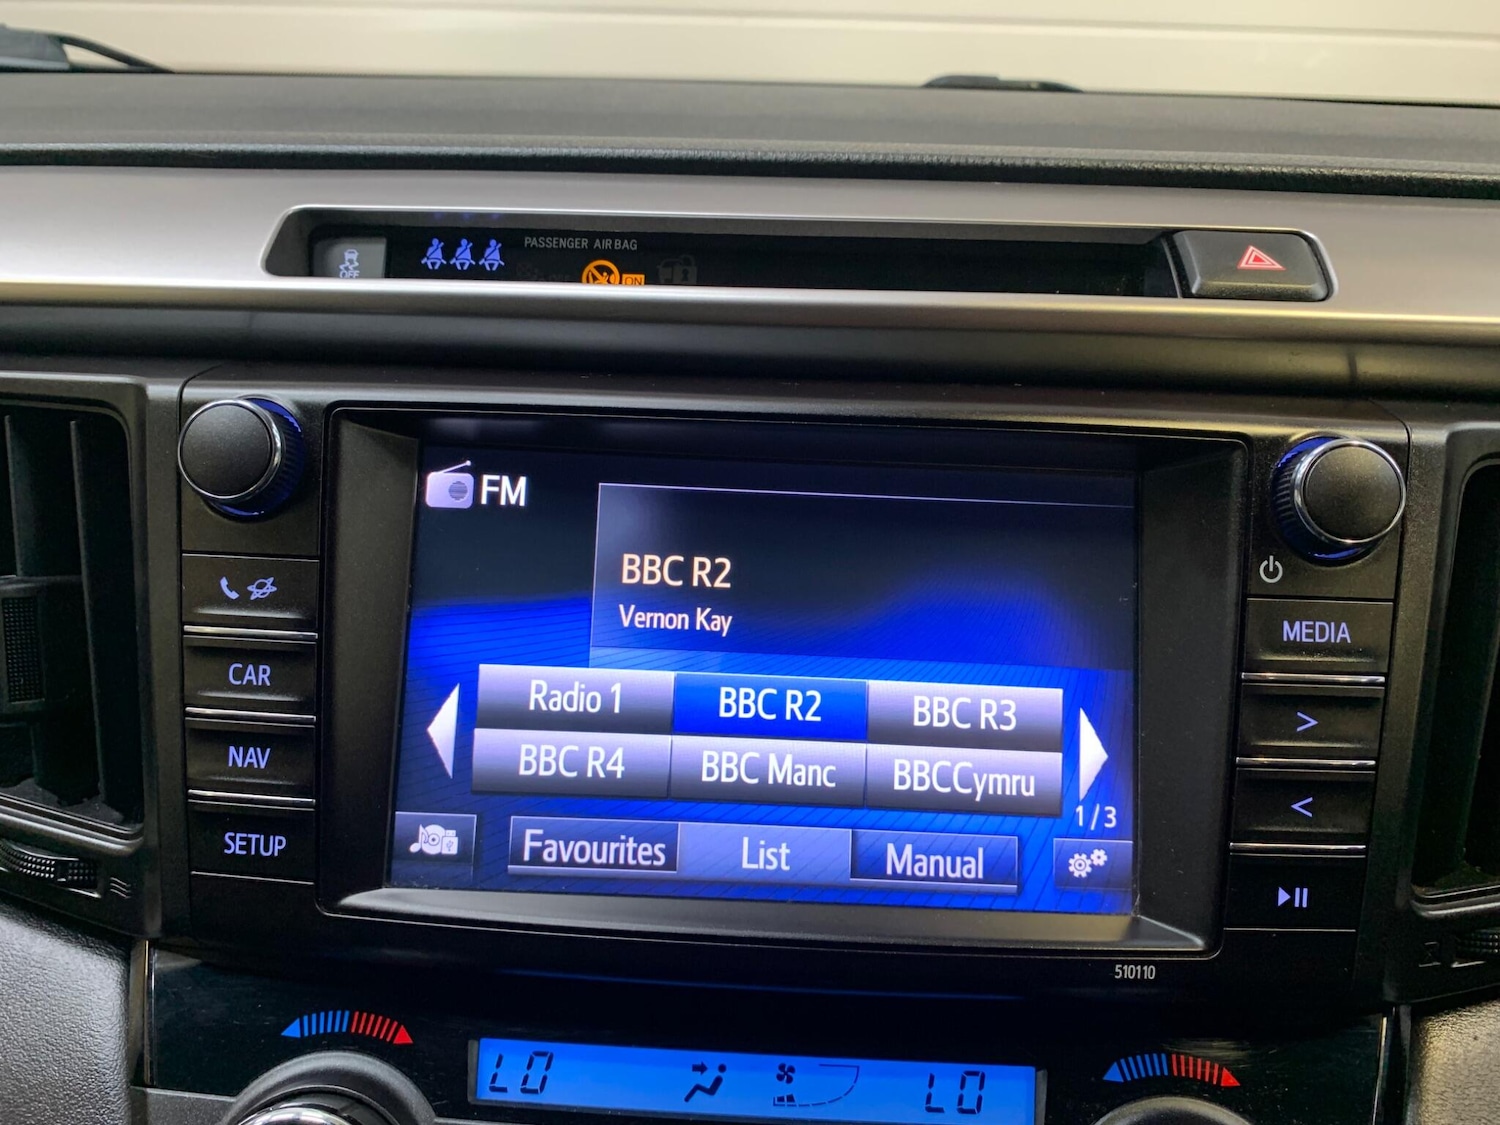 PASSENGER AIR BAG
OFF
ON
FM
BBC R2
Vernon Kay
Radio 1
BBC R2
BBC R3
BBC R4
BBC Manc
BBCCymru
1/3
Favourites
List
Manual
CAR
NAV
SETUP
MEDIA
>
<
510110
LO
LO